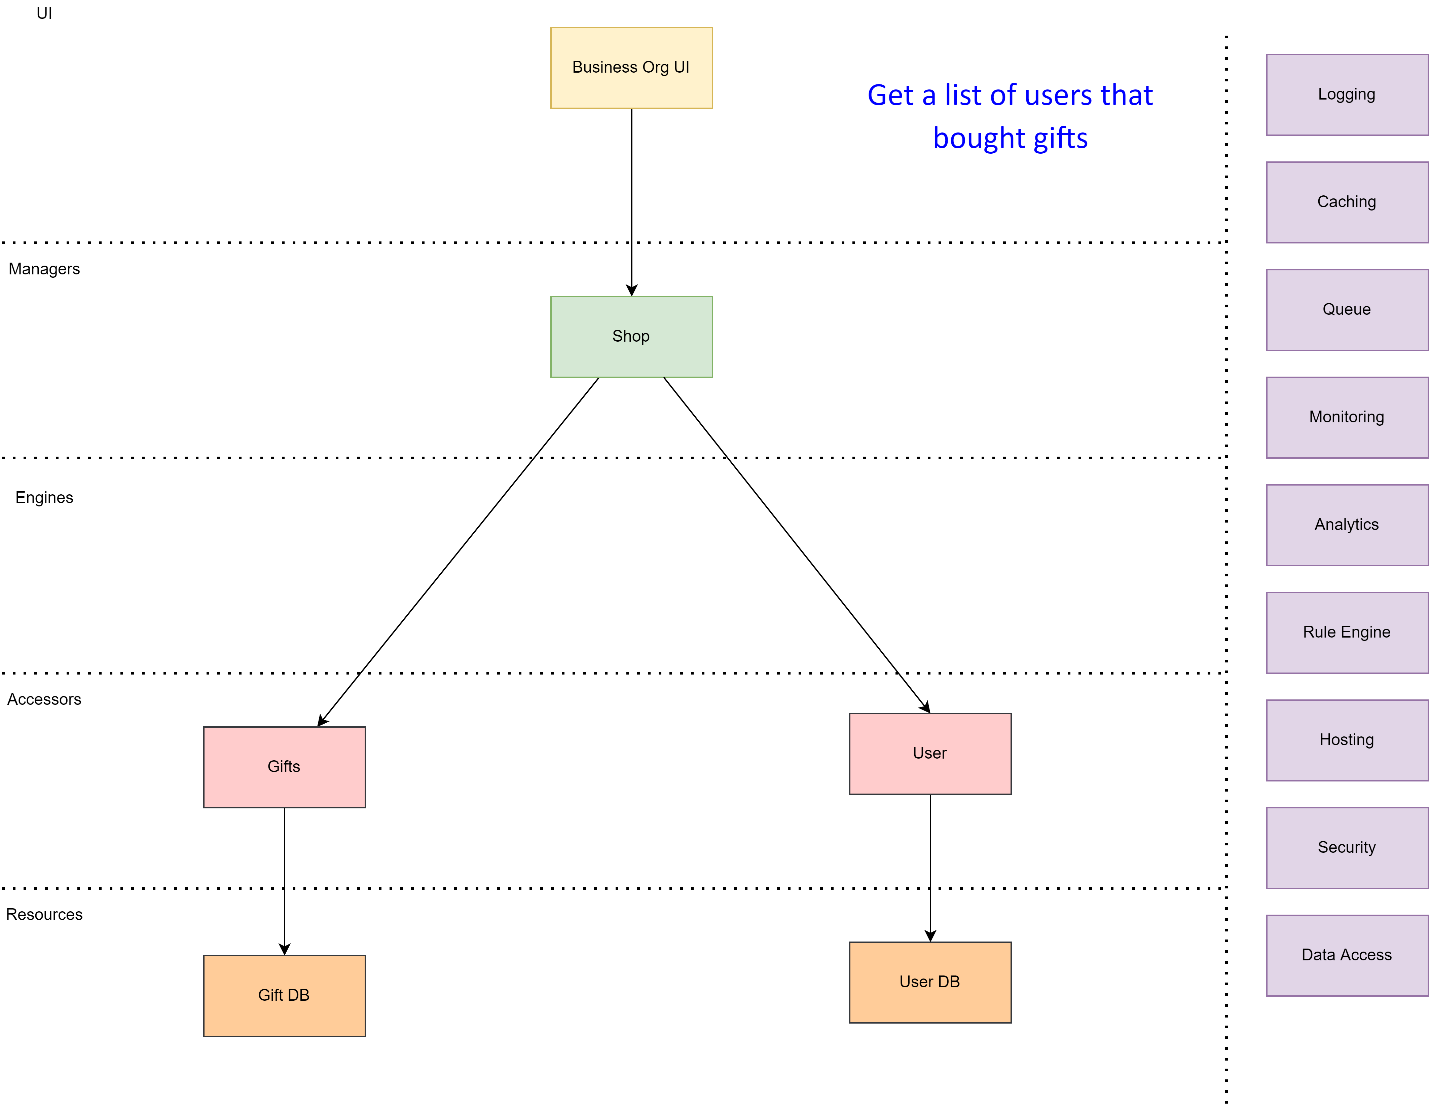 UI
Business Org UI
Get a list of users that
bought gifts
Managers
Shop
Engines
Accessors
Gifts
User
Resources
Gift DB
User DB
Logging
Caching
Queue
Monitoring
Analytics
Rule Engine
Hosting
Security
Data Access